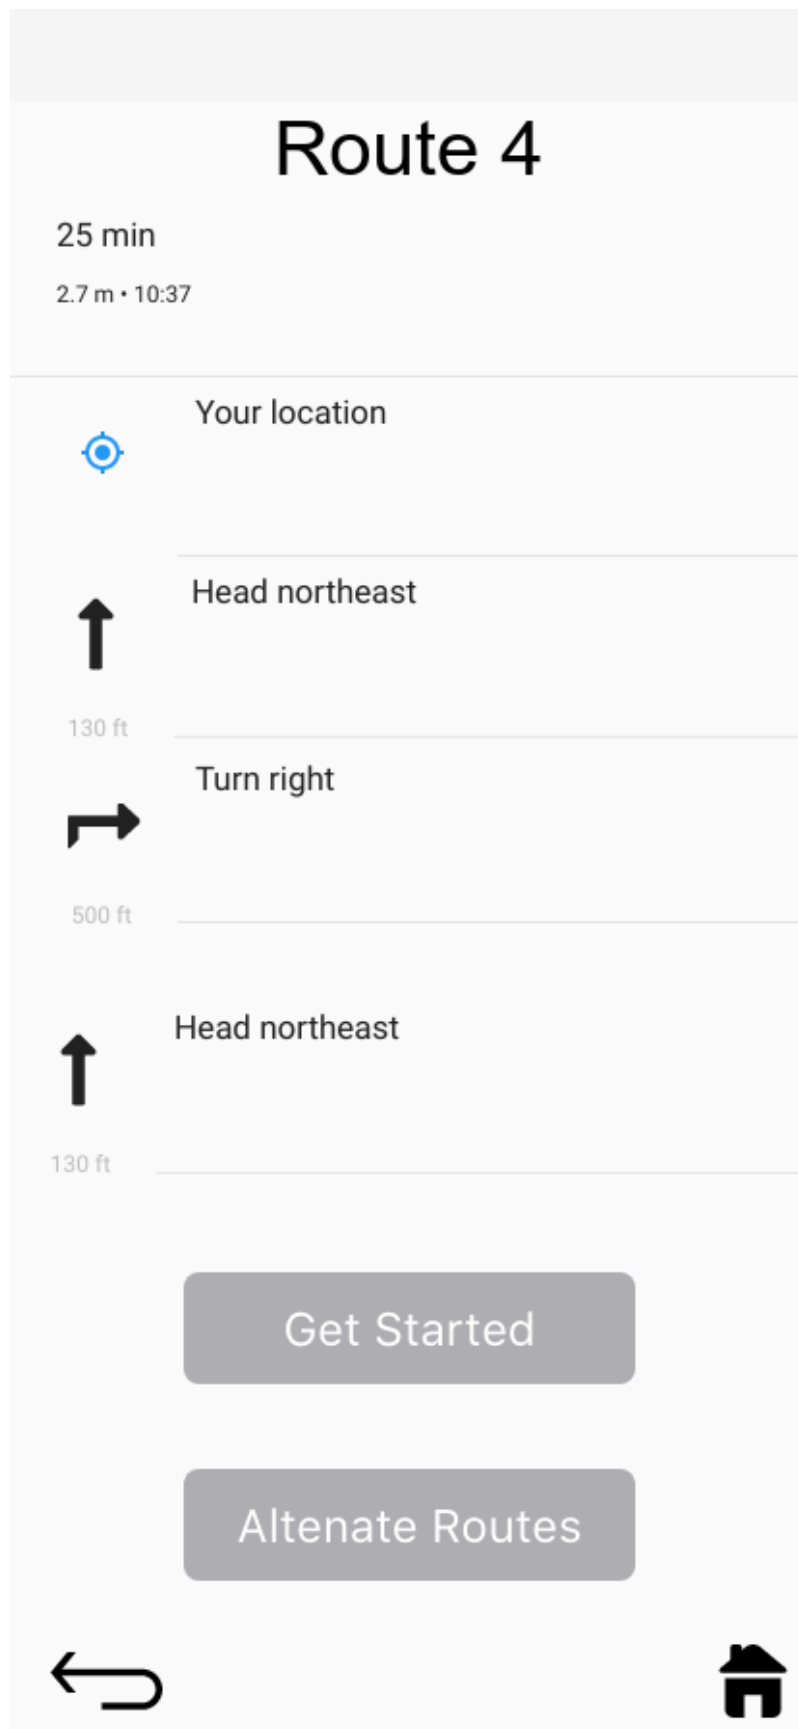 Route 4
25 min
2.7 m • 10:37
Your location
Head northeast
130 ft
Turn right
500 ft
Head northeast
130 ft
Get Started
Altenate Routes